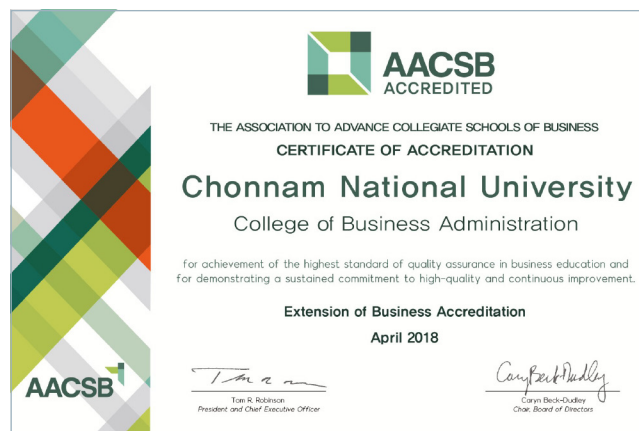 AACSB
ACCREDITED
THE ASSOCIATION TO ADVANCE COLLEGIATE SCHOOLS OF BUSINESS
CERTIFICATE OF ACCREDITATION
Chonnam National University
College of Business Administration
for achievement of the highest standard of quality assurance in business education and
for demonstrating a sustained commitment to high-quality and continuous improvement.
Extension of Business Accreditation
April 2018
AACSB
Tom R. Robinson
President and Chief Executive Officer
Caryn Beck-Dudley
Caryn Beck-Dudley
Chair, Board of Directors